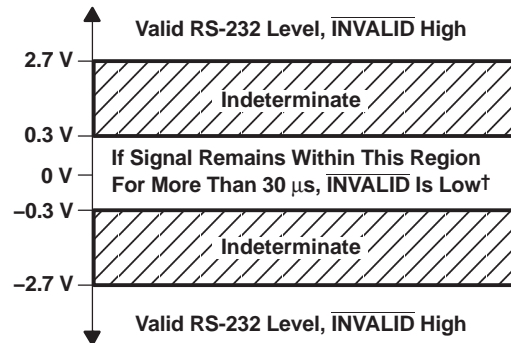 Valid RS-232 Level, INVALID High
2.7 V
Indeterminate
0.3 V
If Signal Remains Within This Region
0 V
For More Than 30 μs, INVALID Is Low†
−0.3 V
Indeterminate
−2.7 V
Valid RS-232 Level, INVALID High